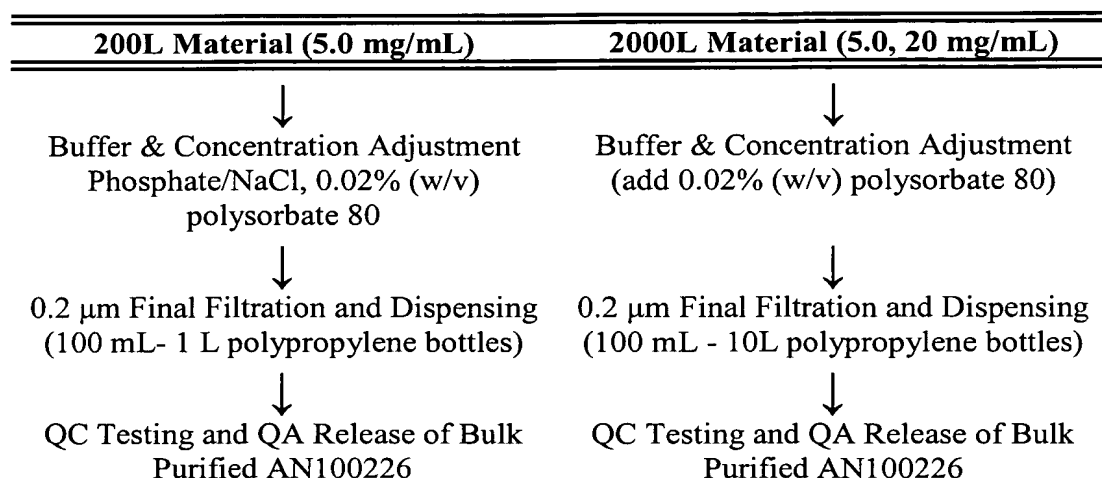 200L Material (5.0 mg/mL)
2000L Material (5.0, 20 mg/mL)
↓
Buffer & Concentration Adjustment
Phosphate/NaCl, 0.02% (w/v)
polysorbate 80
↓
0.2 μm Final Filtration and Dispensing
(100 mL- 1 L polypropylene bottles)
↓
QC Testing and QA Release of Bulk
Purified AN100226
↓
Buffer & Concentration Adjustment
(add 0.02% (w/v) polysorbate 80)
↓
0.2 μm Final Filtration and Dispensing
(100 mL - 10L polypropylene bottles)
↓
QC Testing and QA Release of Bulk
Purified AN100226